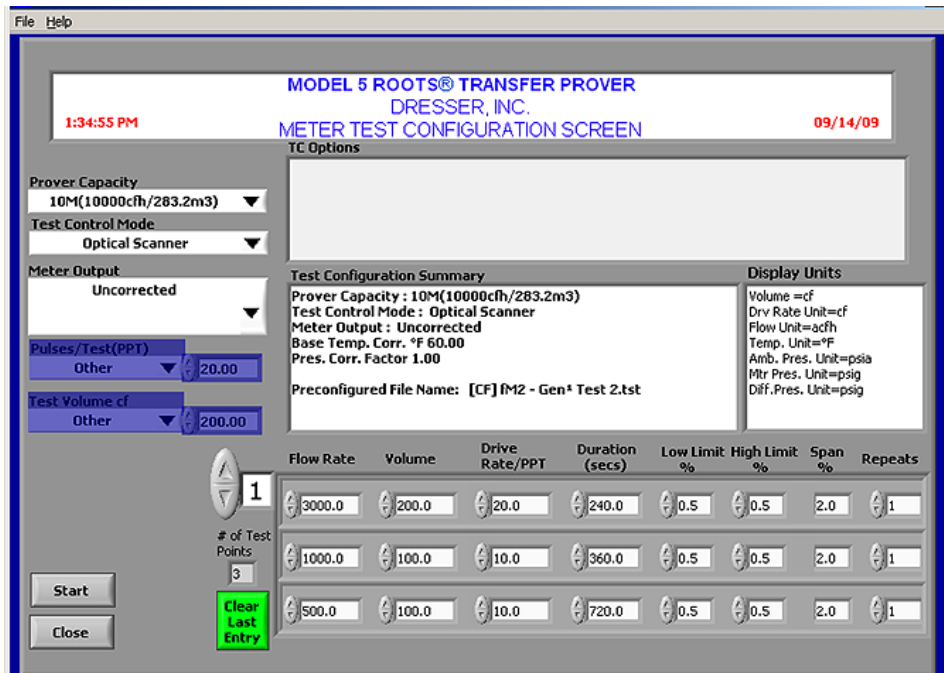 File Help
MODEL 5 ROOTS® TRANSFER PROVER
DRESSER, INC.
1:34:55 PM
09/14/09
METER TEST CONFIGURATION SCREEN
TC Options
Prover Capacity
10M(10000cfh/283.2m3)
Test Control Mode
Optical Scanner
Meter Output
Uncorrected
Pulses/Test(PPT)
Other 20.00
Test Volume cf
Other 200.00
Test Configuration Summary
Prover Capacity : 10M(10000cfh/283.2m3)
Test Control Mode : Optical Scanner
Meter Output : Uncorrected
Base Temp. Corr. °F 60.00
Pres. Corr. Factor 1.00
Preconfigured File Name: [CF] fM2 - Gen¹ Test 2.tst
Display Units
Volume =cf
Drv Rate Unit=cf
Flow Unit=acfh
Temp. Unit=°F
Amb. Pres. Unit=psia
Mtr Pres. Unit=psig
Diff.Pres. Unit=psig
1
# of Test
Points
3
Flow Rate Volume Drive Rate/PPT Duration (secs) Low Limit % High Limit % Span % Repeats
3000.0 200.0 20.0 240.0 0.5 0.5 2.0 1
1000.0 100.0 10.0 360.0 0.5 0.5 2.0 1
500.0 100.0 10.0 720.0 0.5 0.5 2.0 1
Start
Close
Clear
Last
Entry